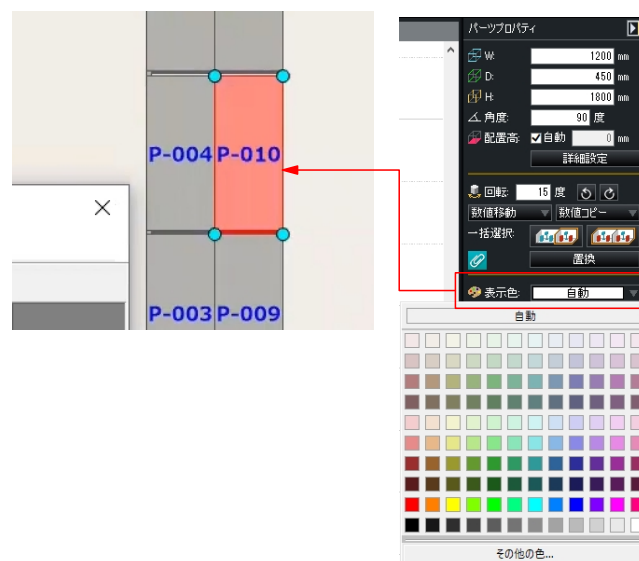 P-004 P-010
P-003 P-009
パーツプロパティ
W: 1200 mm
D: 450 mm
H: 1800 mm
角度: 90 度
配置高: 自動 0 mm
詳細設定
回転: 15 度
数値移動 数値コピー
一括選択:
置換
表示色: 自動
自動
その他の色...